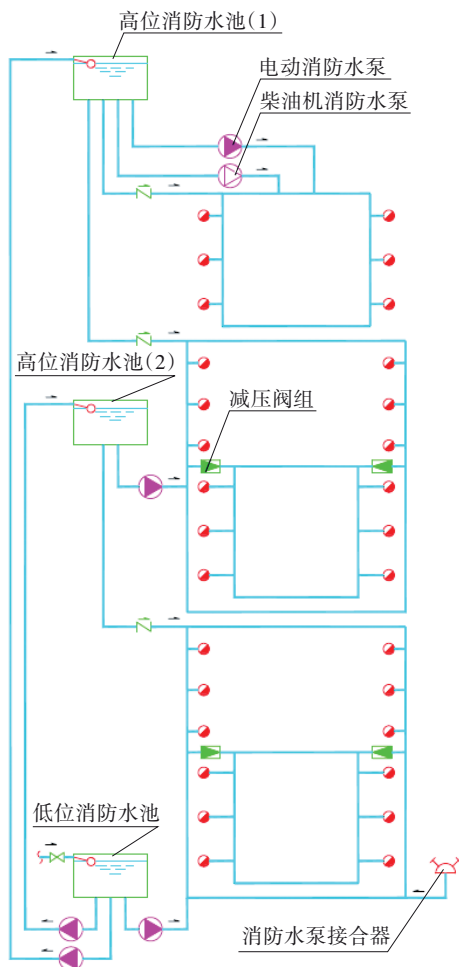 高位消防水池(1)
电动消防水泵
柴油机消防水泵
高位消防水池(2)
减压阀组
低位消防水池
消防水泵接合器